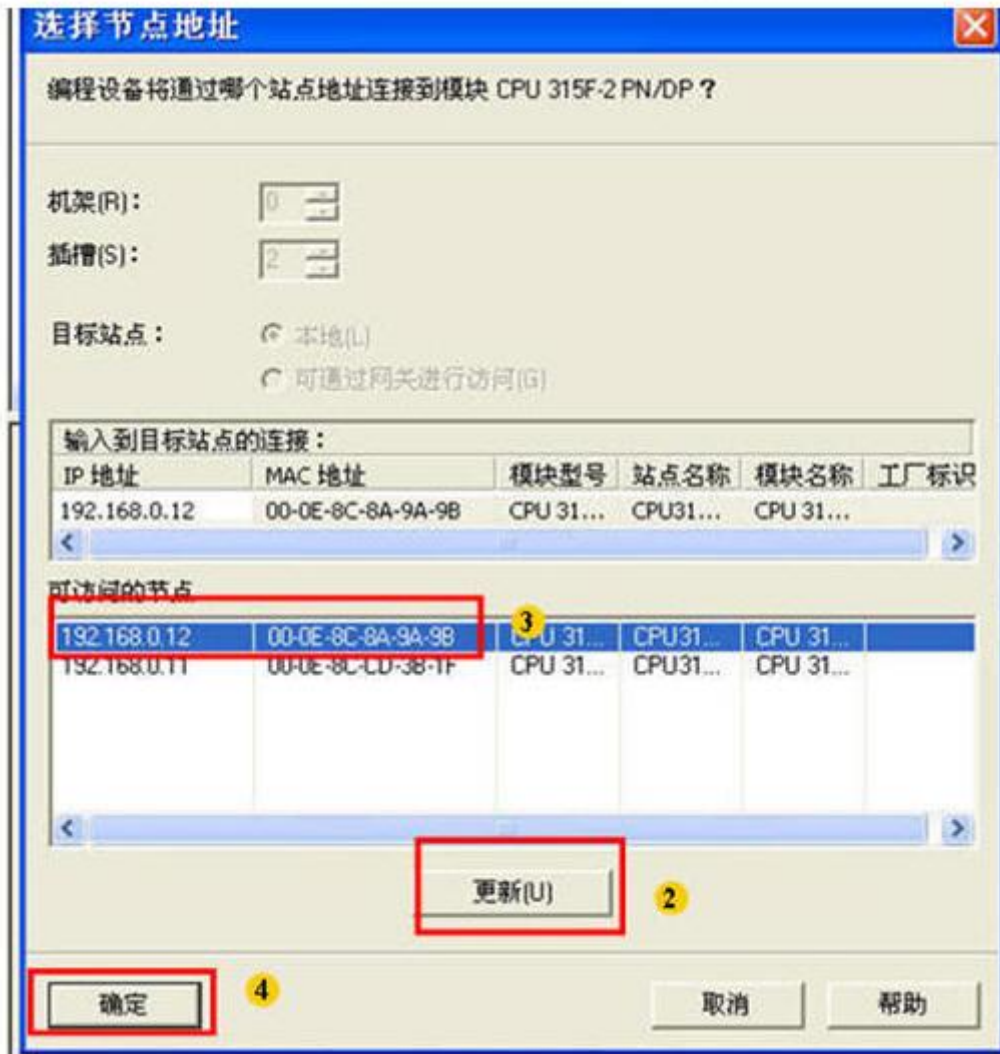 选择节点地址
编程设备将通过哪个站点地址连接到模块 CPU 315F-2 PN/DP ?
机架(R): 0
插槽(S): 2
目标站点: 本地(L)
可通过网关进行访问(G)
输入到目标站点的连接:
IP 地址 MAC 地址 模块型号 站点名称 模块名称 工厂标识
192.168.0.12 00-0E-8C-8A-9A-9B CPU 31... CPU31... CPU 31...
可访问的节点
192.168.0.12 00-0E-8C-8A-9A-9B 3 CPU 31... CPU31... CPU 31...
192.168.0.11 00-0E-8C-CD-3B-1F CPU 31... CPU31... CPU 31...
更新(U) 2
确定 4 取消 帮助